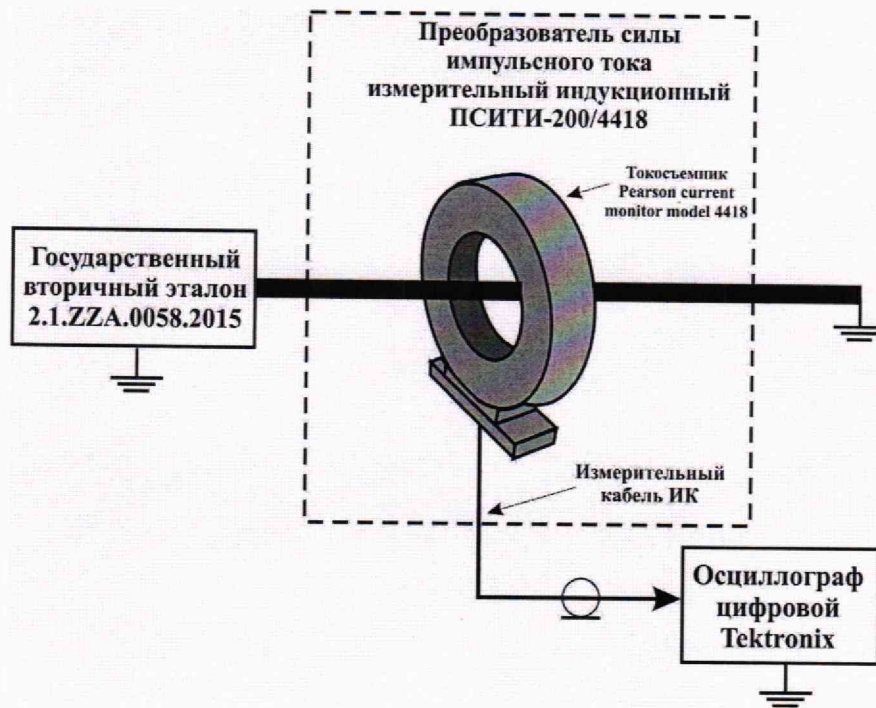 Преобразователь силы
импульсного тока
измерительный индукционный
ПСИТИ-200/4418
Токосъемник
Pearson current
monitor model 4418
Государственный
вторичный эталон
2.1.ZZA.0058.2015
Измерительный
кабель ИК
Осциллограф
цифровой
Tektronix